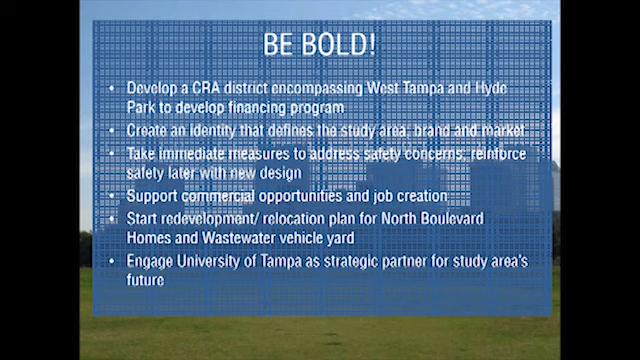 BE BOLD!
• Develop a CRA district encompassing West Tampa and Hyde
Park to develop financing program
• Create an identity that defines the study area, brand and market
• Take immediate measures to address safety concerns; reinforce
safety later with new design
• Support commercial opportunities and job creation
• Start redevelopment/ relocation plan for North Boulevard
Homes and Wastewater vehicle yard
• Engage University of Tampa as strategic partner for study area's
future